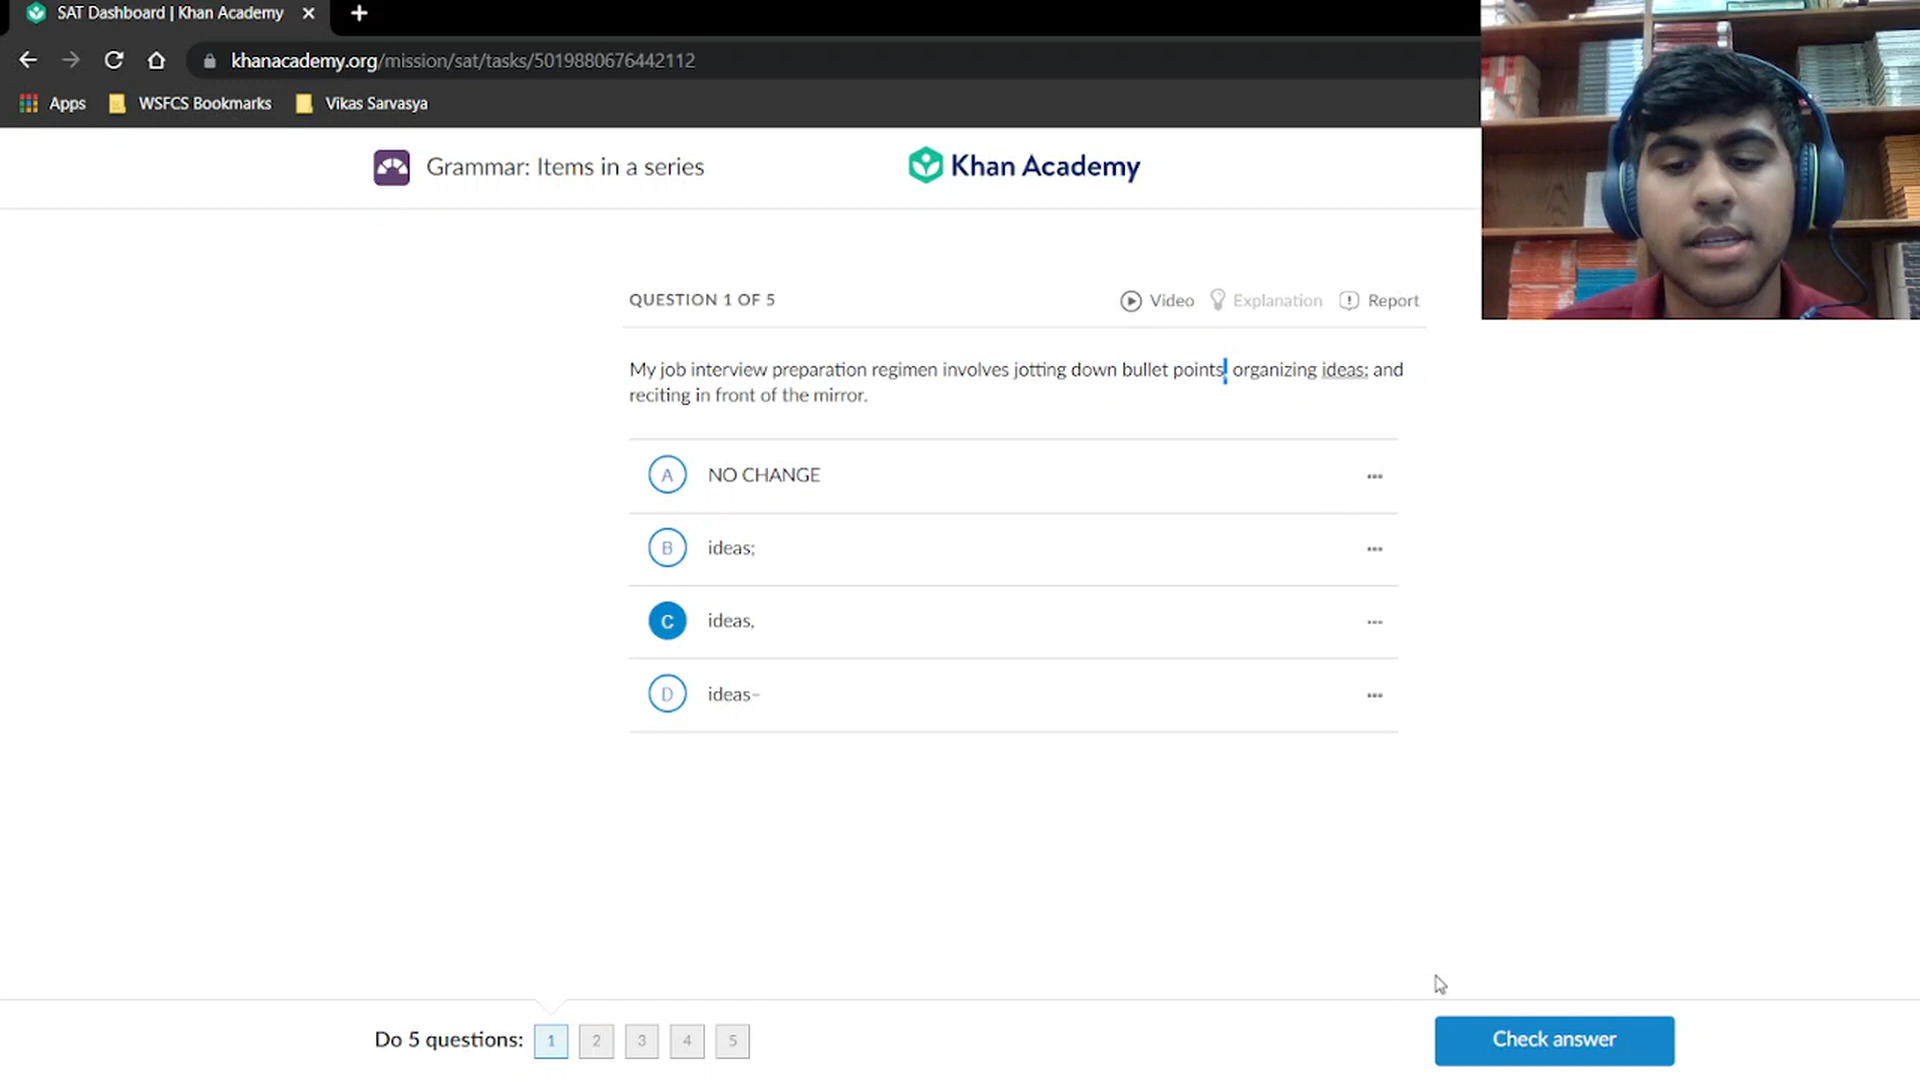 SAT Dashboard | Khan Academy
khanacademy.org/mission/sat/tasks/5019880676442112
Apps WSFCS Bookmarks Vikas Sarvasya
Grammar: Items in a series Khan Academy
QUESTION 1 OF 5 Video Explanation Report
My job interview preparation regimen involves jotting down bullet points, organizing ideas: and
reciting in front of the mirror.
A NO CHANGE
B ideas;
C ideas,
D ideas–
Do 5 questions: 1 2 3 4 5 Check answer